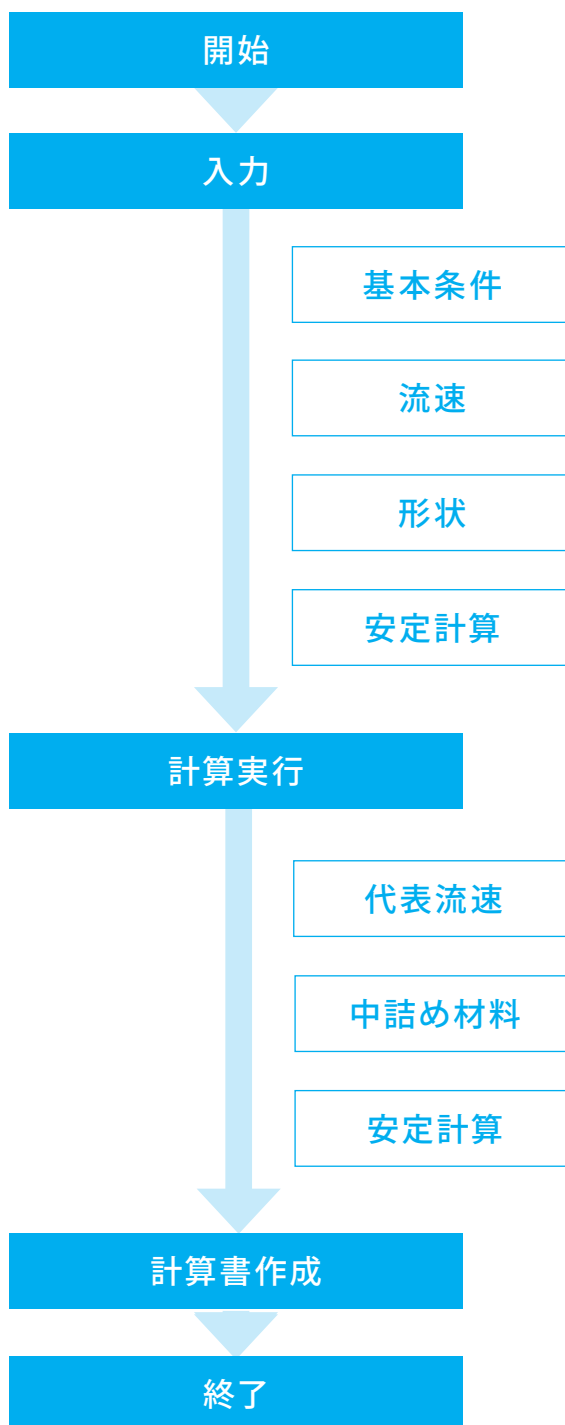 開始
入力
基本条件
流速
形状
安定計算
計算実行
代表流速
中詰め材料
安定計算
計算書作成
終了